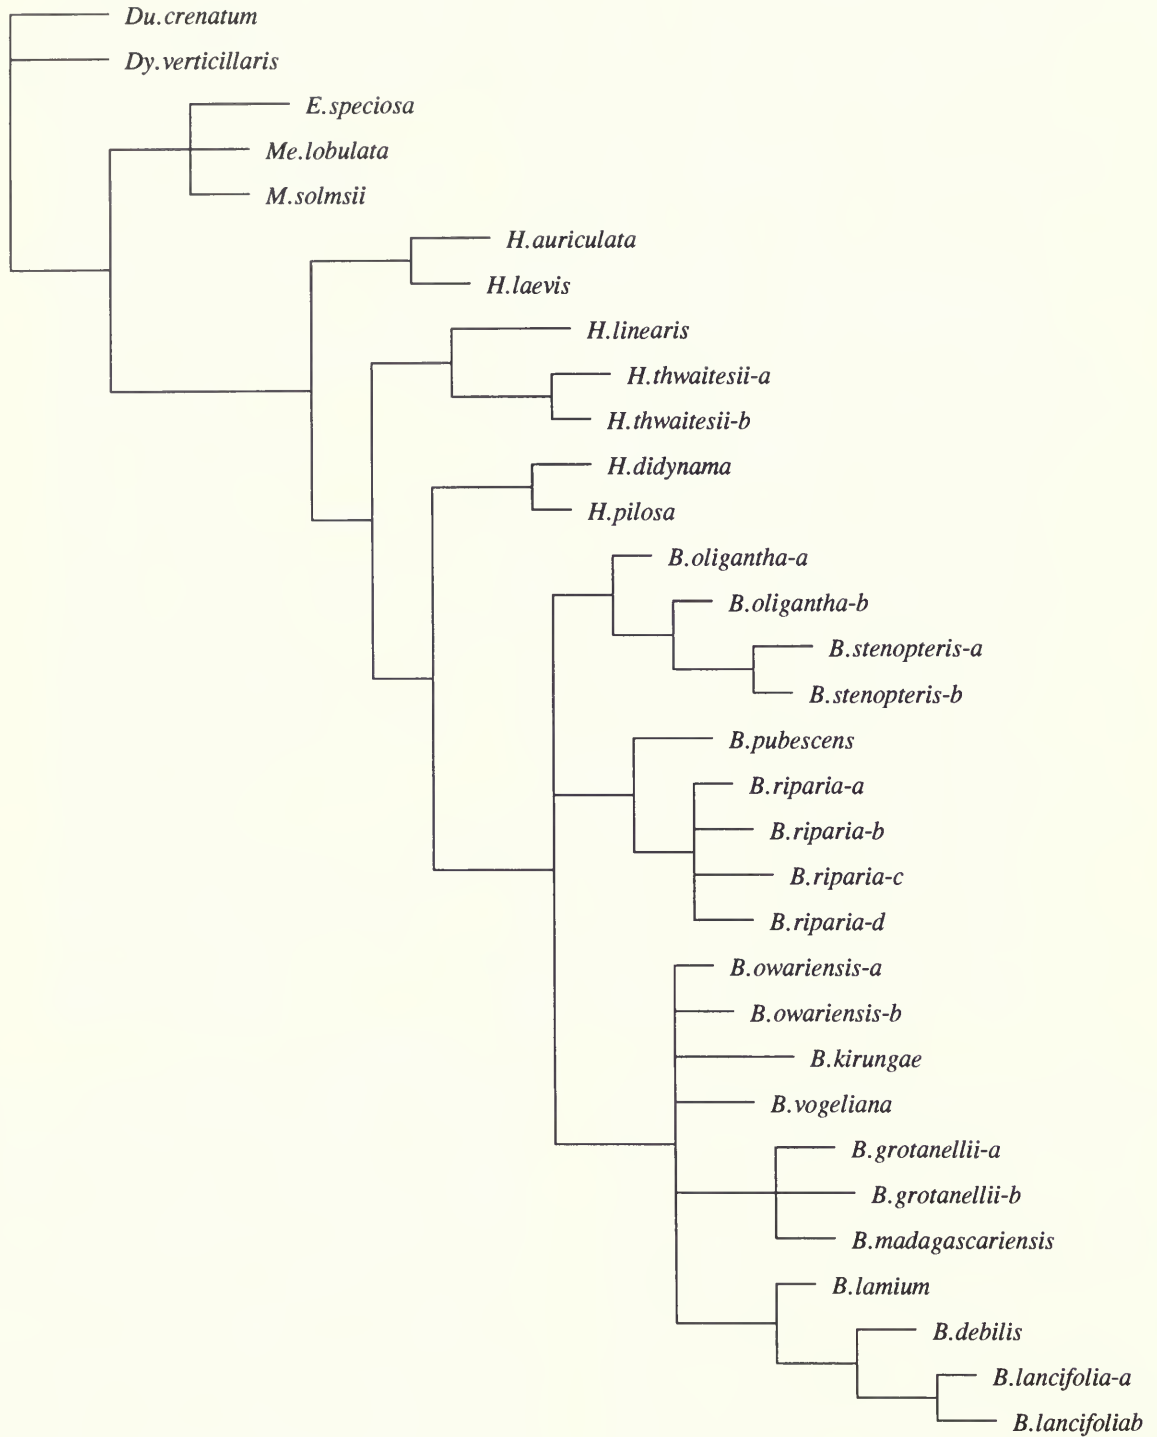 Du.crenatum
Dy.verticillaris
E.speciosa
Me.lobulata
M.solmsii
H.auriculata
H.laevis
H.linearis
H.thwaitesii-a
H.thwaitesii-b
H.didynama
H.pilosa
B.oligantha-a
B.oligantha-b
B.stenopteris-a
B.stenopteris-b
B.pubescens
B.riparia-a
B.riparia-b
B.riparia-c
B.riparia-d
B.owariensis-a
B.owariensis-b
B.kirungae
B.vogeliana
B.grotanellii-a
B.grotanellii-b
B.madagascariensis
B.lamium
B.debilis
B.lancifolia-a
B.lancifoliab